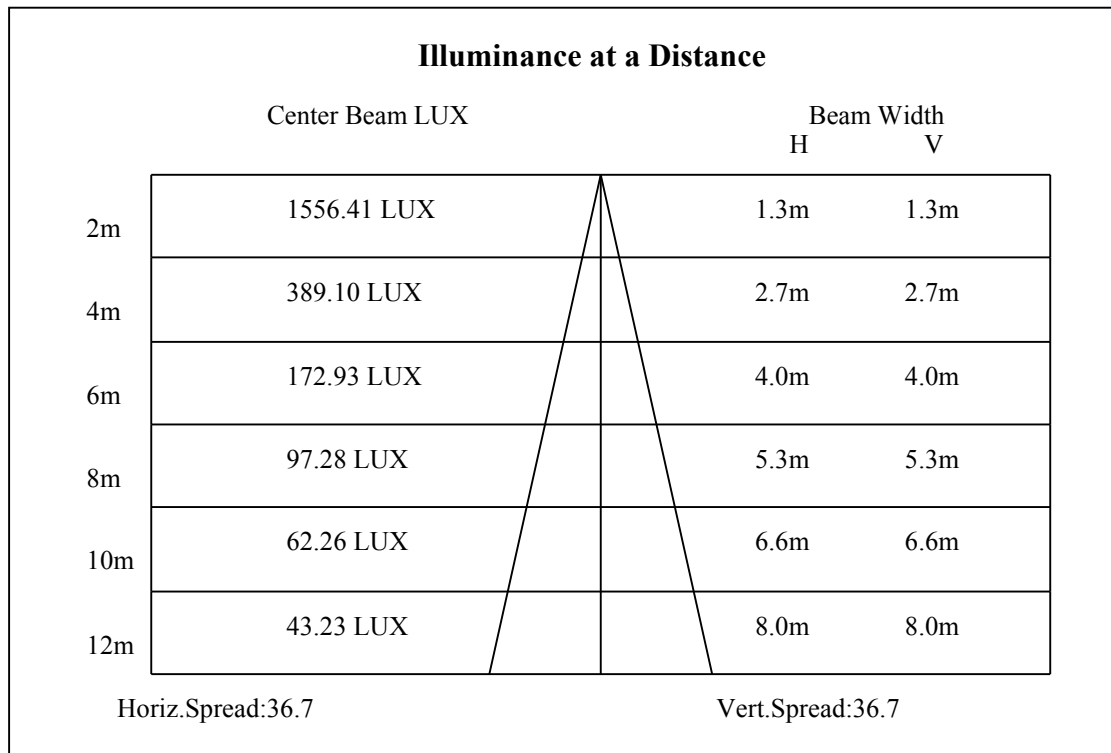 Illuminance at a Distance
Center Beam LUX Beam Width
H V
2m 1556.41 LUX 1.3m 1.3m
4m 389.10 LUX 2.7m 2.7m
6m 172.93 LUX 4.0m 4.0m
8m 97.28 LUX 5.3m 5.3m
10m 62.26 LUX 6.6m 6.6m
12m 43.23 LUX 8.0m 8.0m
Horiz.Spread:36.7 Vert.Spread:36.7